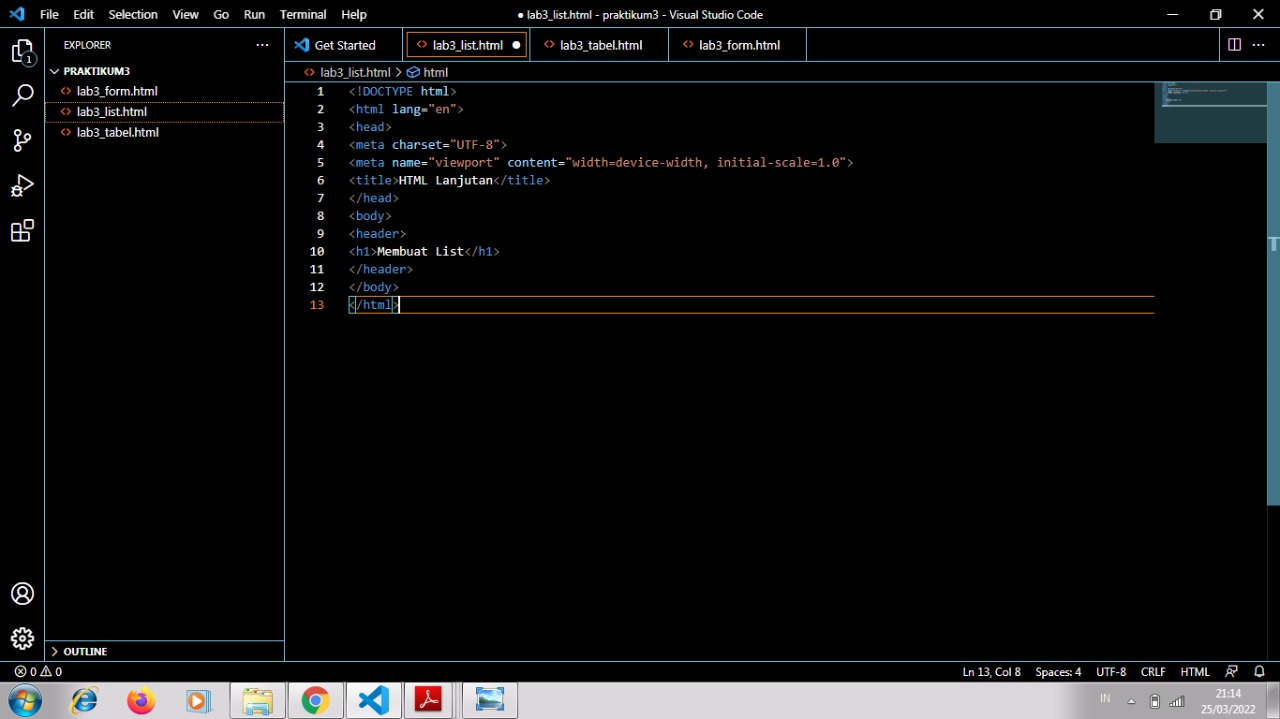 File Edit Selection View Go Run Terminal Help
● lab3_list.html - praktikum3 - Visual Studio Code
EXPLORER
PRAKTIKUM3
lab3_form.html
lab3_list.html
lab3_tabel.html
OUTLINE
1
Get Started
lab3_list.html
lab3_tabel.html
lab3_form.html
lab3_list.html > html
1 <!DOCTYPE html>
2 <html lang="en">
3 <head>
4 <meta charset="UTF-8">
5 <meta name="viewport" content="width=device-width, initial-scale=1.0">
6 <title>HTML Lanjutan</title>
7 </head>
8 <body>
9 <header>
10 <h1>Membuat List</h1>
11 </header>
12 </body>
13 </html>
0 0
Ln 13, Col 8 Spaces: 4 UTF-8 CRLF HTML
IN
21:14
25/03/2022